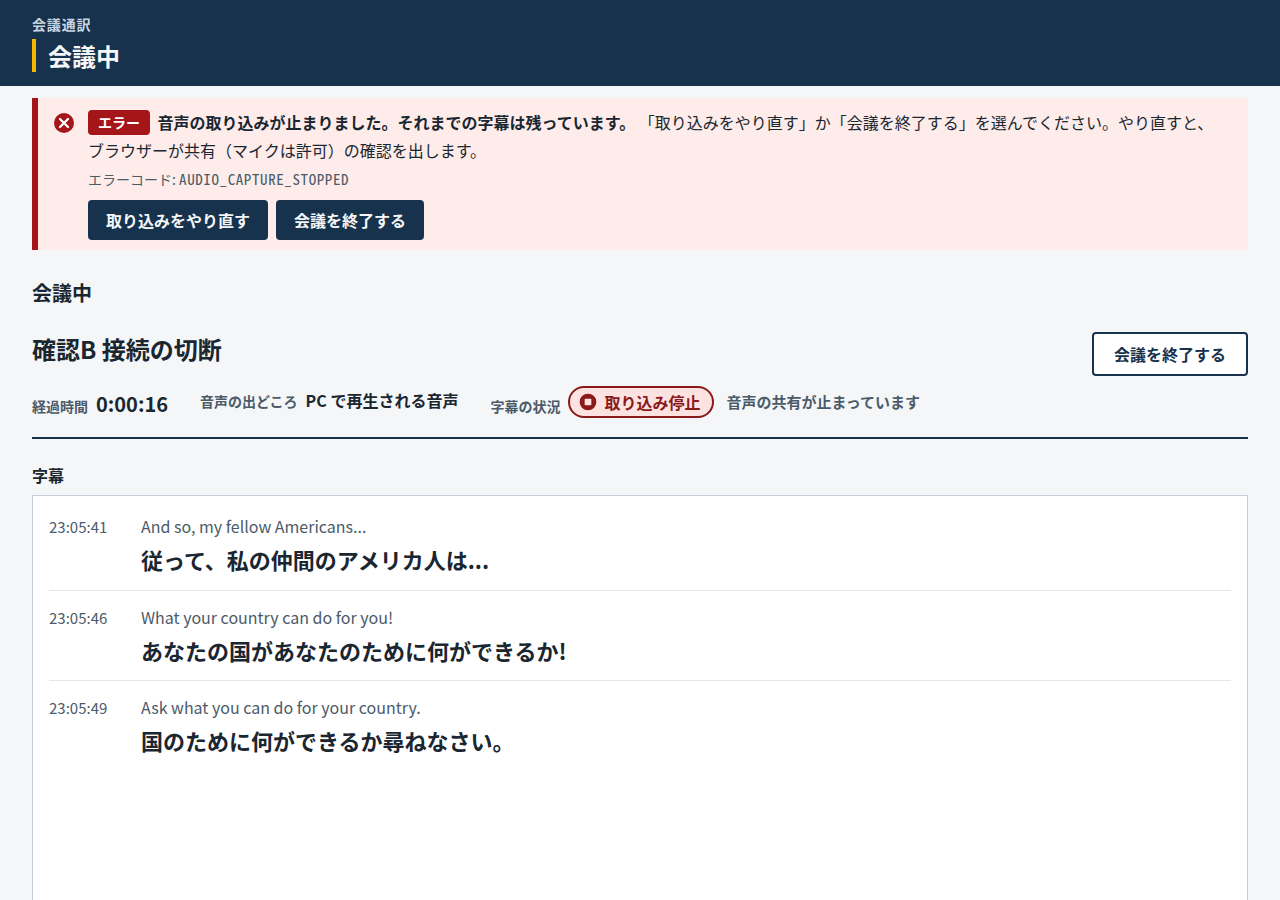 会議通訳
会議中
エラー 音声の取り込みが止まりました。それまでの字幕は残っています。 「取り込みをやり直す」か「会議を終了する」を選んでください。やり直すと、
ブラウザーが共有（マイクは許可）の確認を出します。
エラーコード: AUDIO_CAPTURE_STOPPED
取り込みをやり直す 会議を終了する
会議中
確認B 接続の切断 会議を終了する
経過時間 0:00:16 音声の出どころ PC で再生される音声 字幕の状況 取り込み停止 音声の共有が止まっています
字幕
23:05:41 And so, my fellow Americans...
従って、私の仲間のアメリカ人は...
23:05:46 What your country can do for you!
あなたの国があなたのために何ができるか!
23:05:49 Ask what you can do for your country.
国のために何ができるか尋ねなさい。